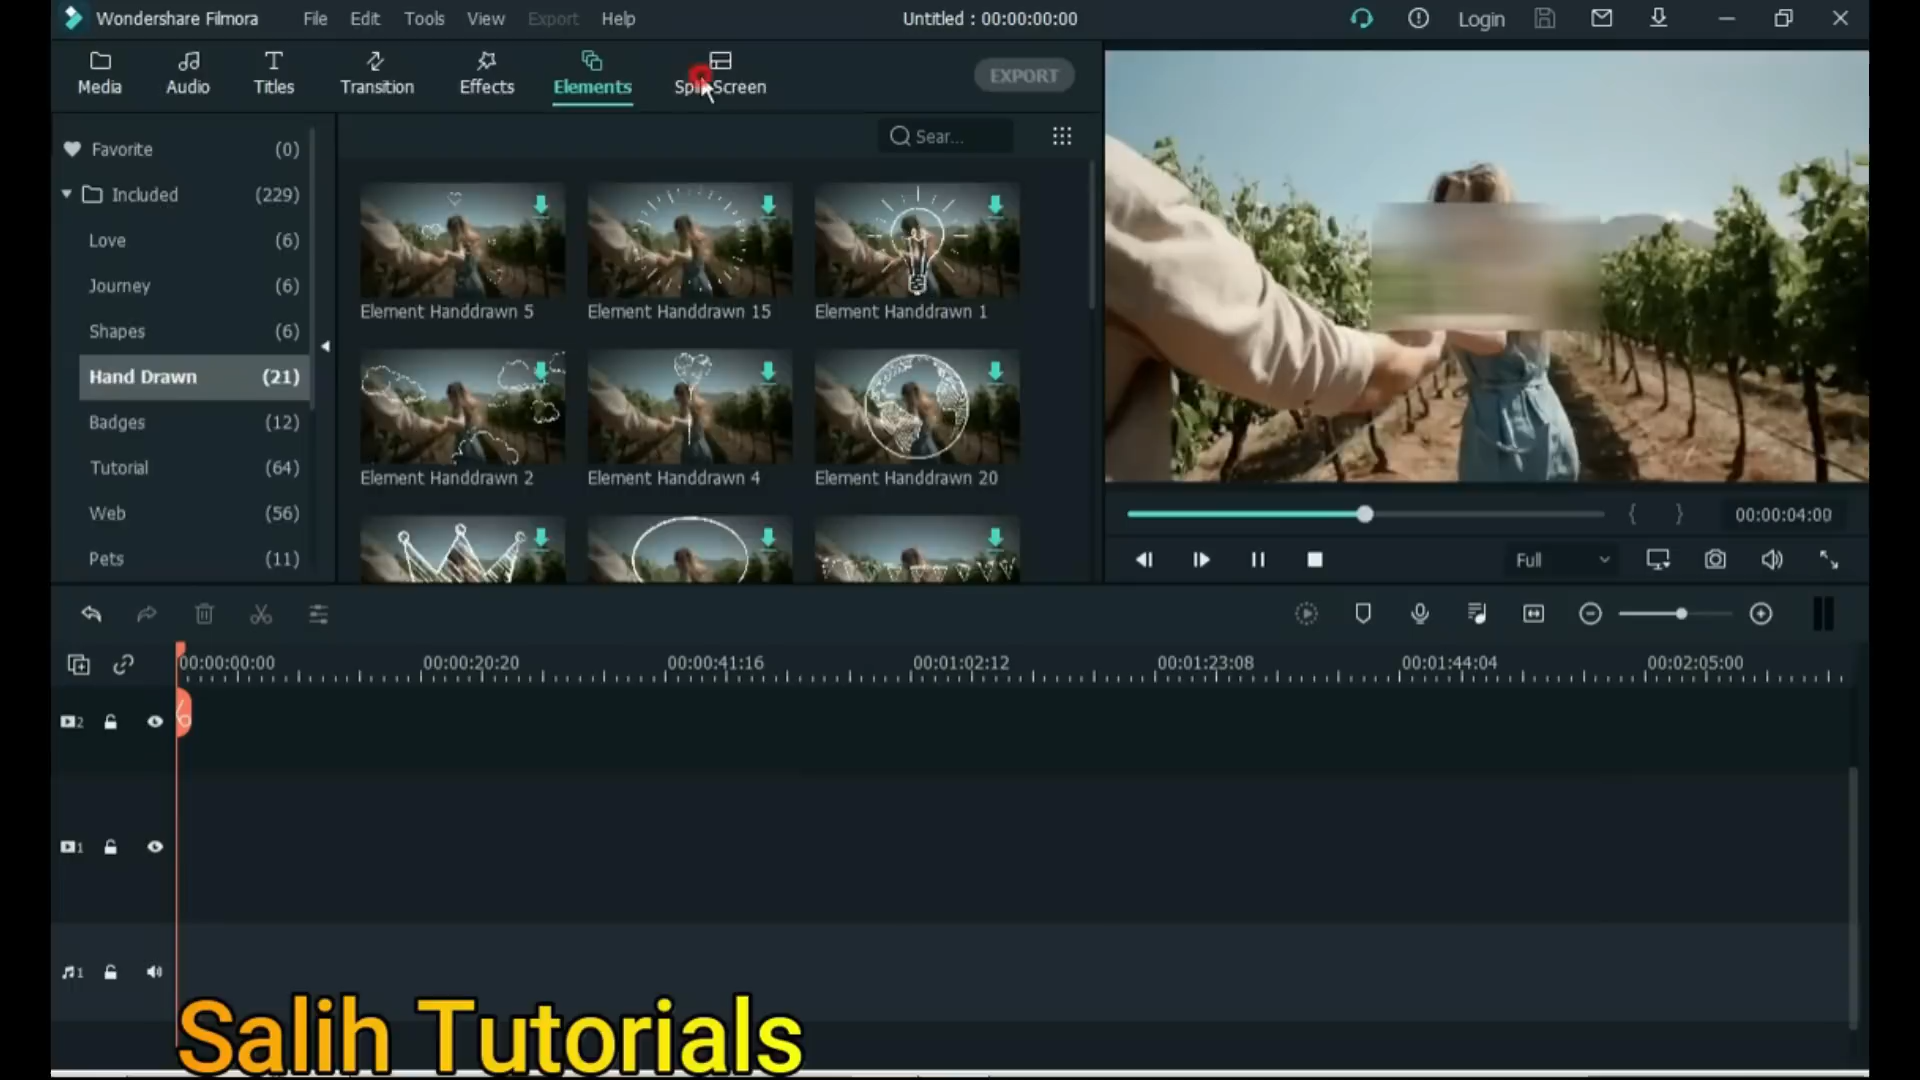 Wondershare Filmora File Edit Tools View Export Help Untitled : 00:00:00:00 Login
Media Audio Titles Transition Effects Elements Split Screen EXPORT
Sear...
Favorite (0)
Included (229)
Love (6)
Journey (6)
Shapes (6)
Hand Drawn (21)
Badges (12)
Tutorial (64)
Web (56)
Pets (11)
Element Handdrawn 5 Element Handdrawn 15 Element Handdrawn 1
Element Handdrawn 2 Element Handdrawn 4 Element Handdrawn 20
{ } 00:00:04:00
Full
00:00:00:00 00:00:20:20 00:00:41:16 00:01:02:12 00:01:23:08 00:01:44:04 00:02:05:00
2
1
1
Salih Tutorials